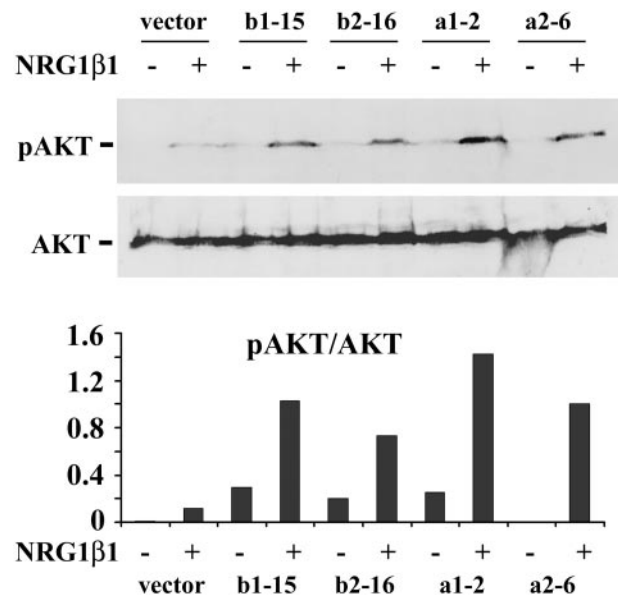 vector b1-15 b2-16 a1-2 a2-6
NRG1β1 - + - + - + - + - +
pAKT
AKT
pAKT/AKT
1.6
1.2
0.8
0.4
0
NRG1β1 - + - + - + - + - +
vector b1-15 b2-16 a1-2 a2-6